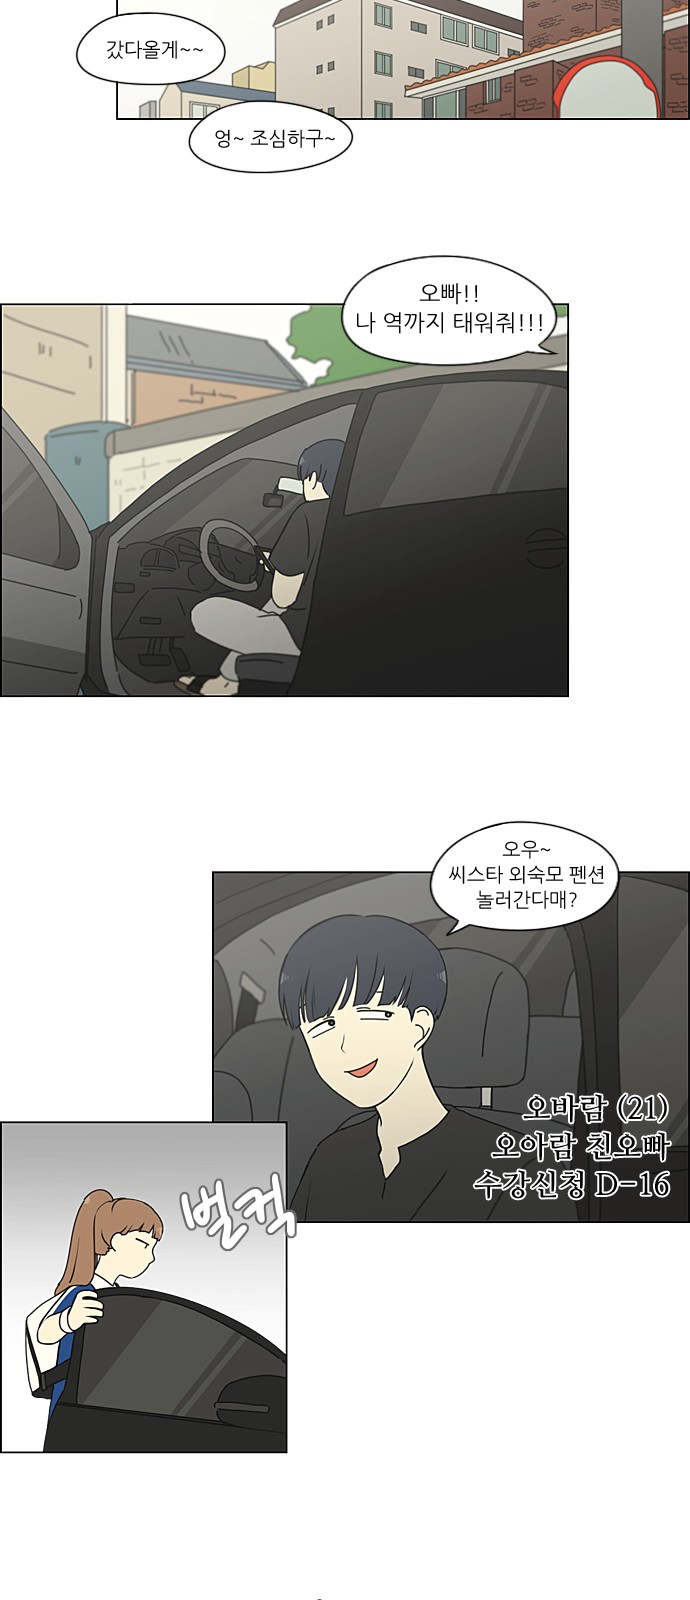 갔다올게~~
엉~ 조심하구~
오빠!!
나 역까지 태워줘!!!
오우~
씨스타 외숙모 펜션
놀러간다매?
오바람 (21)
오아람 친오빠
수강신청 D-16
벌컥